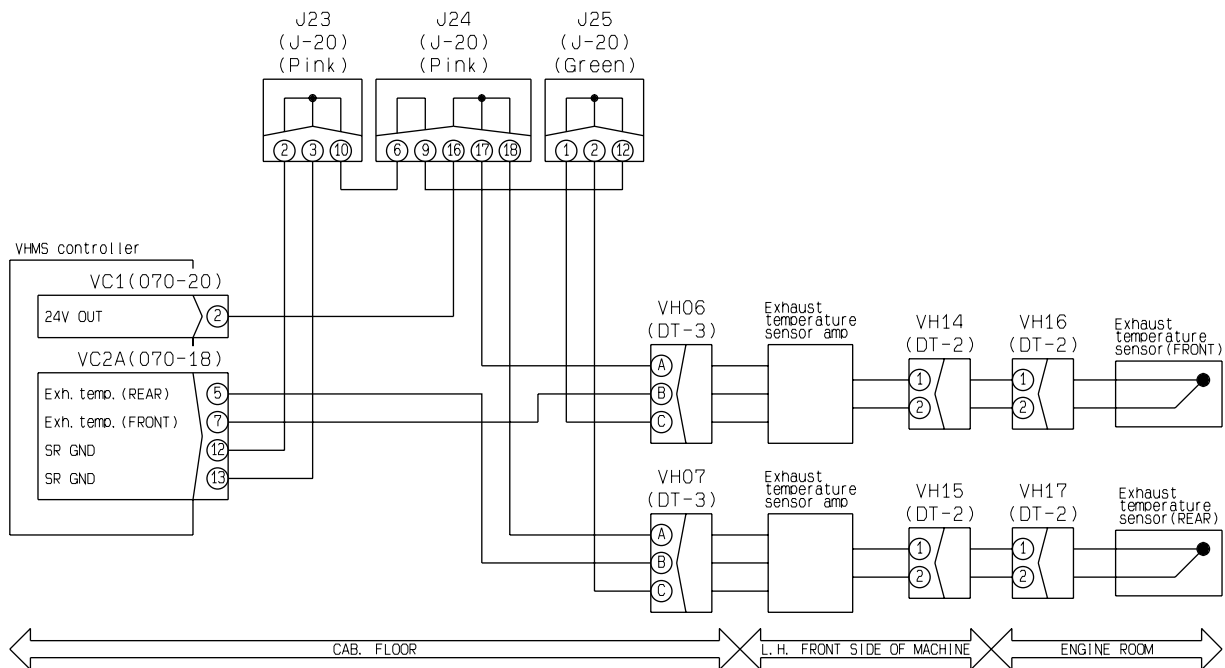 J23
(J-20)
(Pink)
J24
(J-20)
(Pink)
J25
(J-20)
(Green)
2 3 10
6 9 16 17 18
1 2 12
VHMS controller
VC1(070-20)
24V OUT
2
VC2A(070-18)
Exh. temp. (REAR)
5
Exh. temp. (FRONT)
7
SR GND
12
SR GND
13
VH06
(DT-3)
A
B
C
Exhaust
temperature
sensor amp
VH14
(DT-2)
1
2
VH16
(DT-2)
1
2
Exhaust
temperature
sensor(FRONT)
VH07
(DT-3)
A
B
C
Exhaust
temperature
sensor amp
VH15
(DT-2)
1
2
VH17
(DT-2)
1
2
Exhaust
temperature
sensor(REAR)
CAB. FLOOR
L. H. FRONT SIDE OF MACHINE
ENGINE ROOM